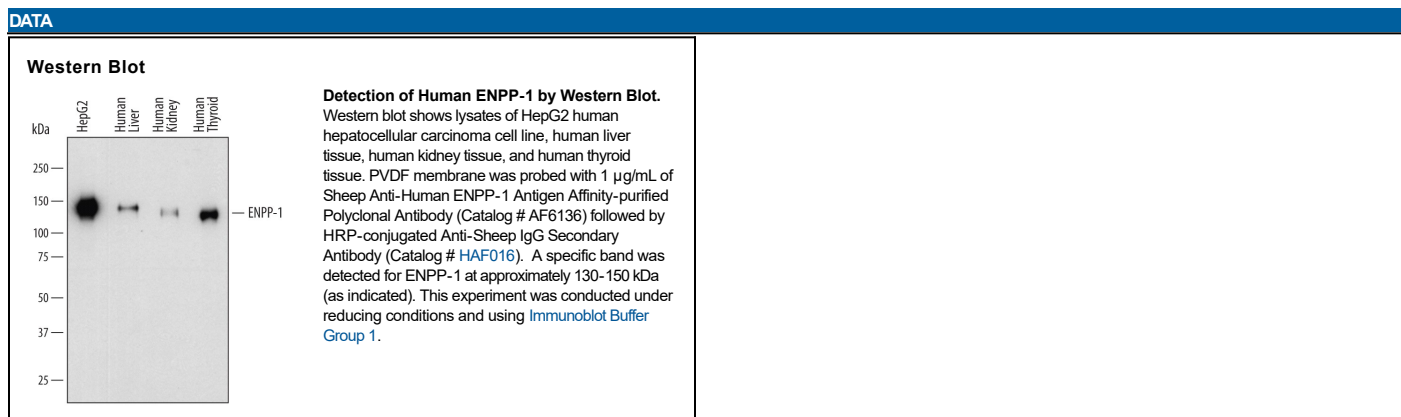 DATA
Western Blot
kDa
HepG2
Human
Liver
Human
Kidney
Human
Thyroid
250
150
100
75
50
37
25
ENPP-1
Detection of Human ENPP-1 by Western Blot.
Western blot shows lysates of HepG2 human
hepatocellular carcinoma cell line, human liver
tissue, human kidney tissue, and human thyroid
tissue. PVDF membrane was probed with 1 µg/mL of
Sheep Anti-Human ENPP-1 Antigen Affinity-purified
Polyclonal Antibody (Catalog # AF6136) followed by
HRP-conjugated Anti-Sheep IgG Secondary
Antibody (Catalog # HAF016). A specific band was
detected for ENPP-1 at approximately 130-150 kDa
(as indicated). This experiment was conducted under
reducing conditions and using Immunoblot Buffer
Group 1.